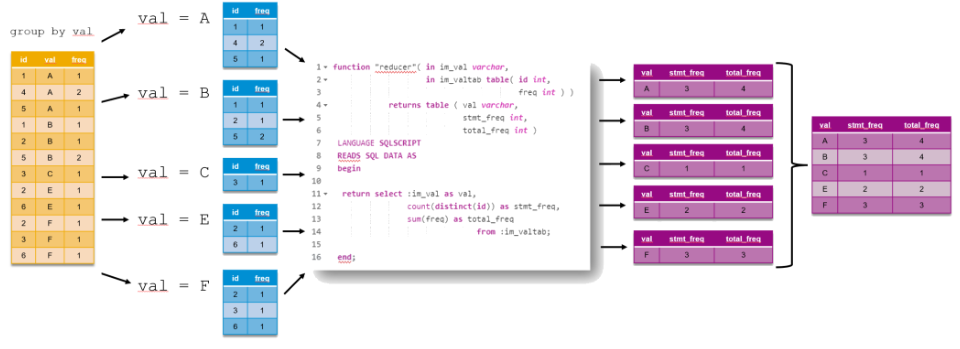 group by val
id val freq
1 A 1
4 A 2
5 A 1
1 B 1
2 B 1
5 B 2
3 C 1
2 E 1
6 E 1
2 F 1
3 F 1
6 F 1
val = A
id freq
1 1
4 2
5 1
val = B
id freq
1 1
2 1
5 2
val = C
id freq
3 1
val = E
id freq
2 1
6 1
val = F
id freq
2 1
3 1
6 1
1 function "reducer"( in im_val varchar,
2 in im_valtab table( id int,
3 freq int ) )
4 returns table ( val varchar,
5 stmt_freq int,
6 total_freq int )
7 LANGUAGE SQLSCRIPT
8 READS SQL DATA AS
9 begin
10
11 return select :im_val as val,
12 count(distinct(id)) as stmt_freq,
13 sum(freq) as total_freq
14 from :im_valtab;
15
16 end;
val stmt_freq total_freq
A 3 4
val stmt_freq total_freq
B 3 4
val stmt_freq total_freq
C 1 1
val stmt_freq total_freq
E 2 2
val stmt_freq total_freq
F 3 3
val stmt_freq total_freq
A 3 4
B 3 4
C 1 1
E 2 2
F 3 3